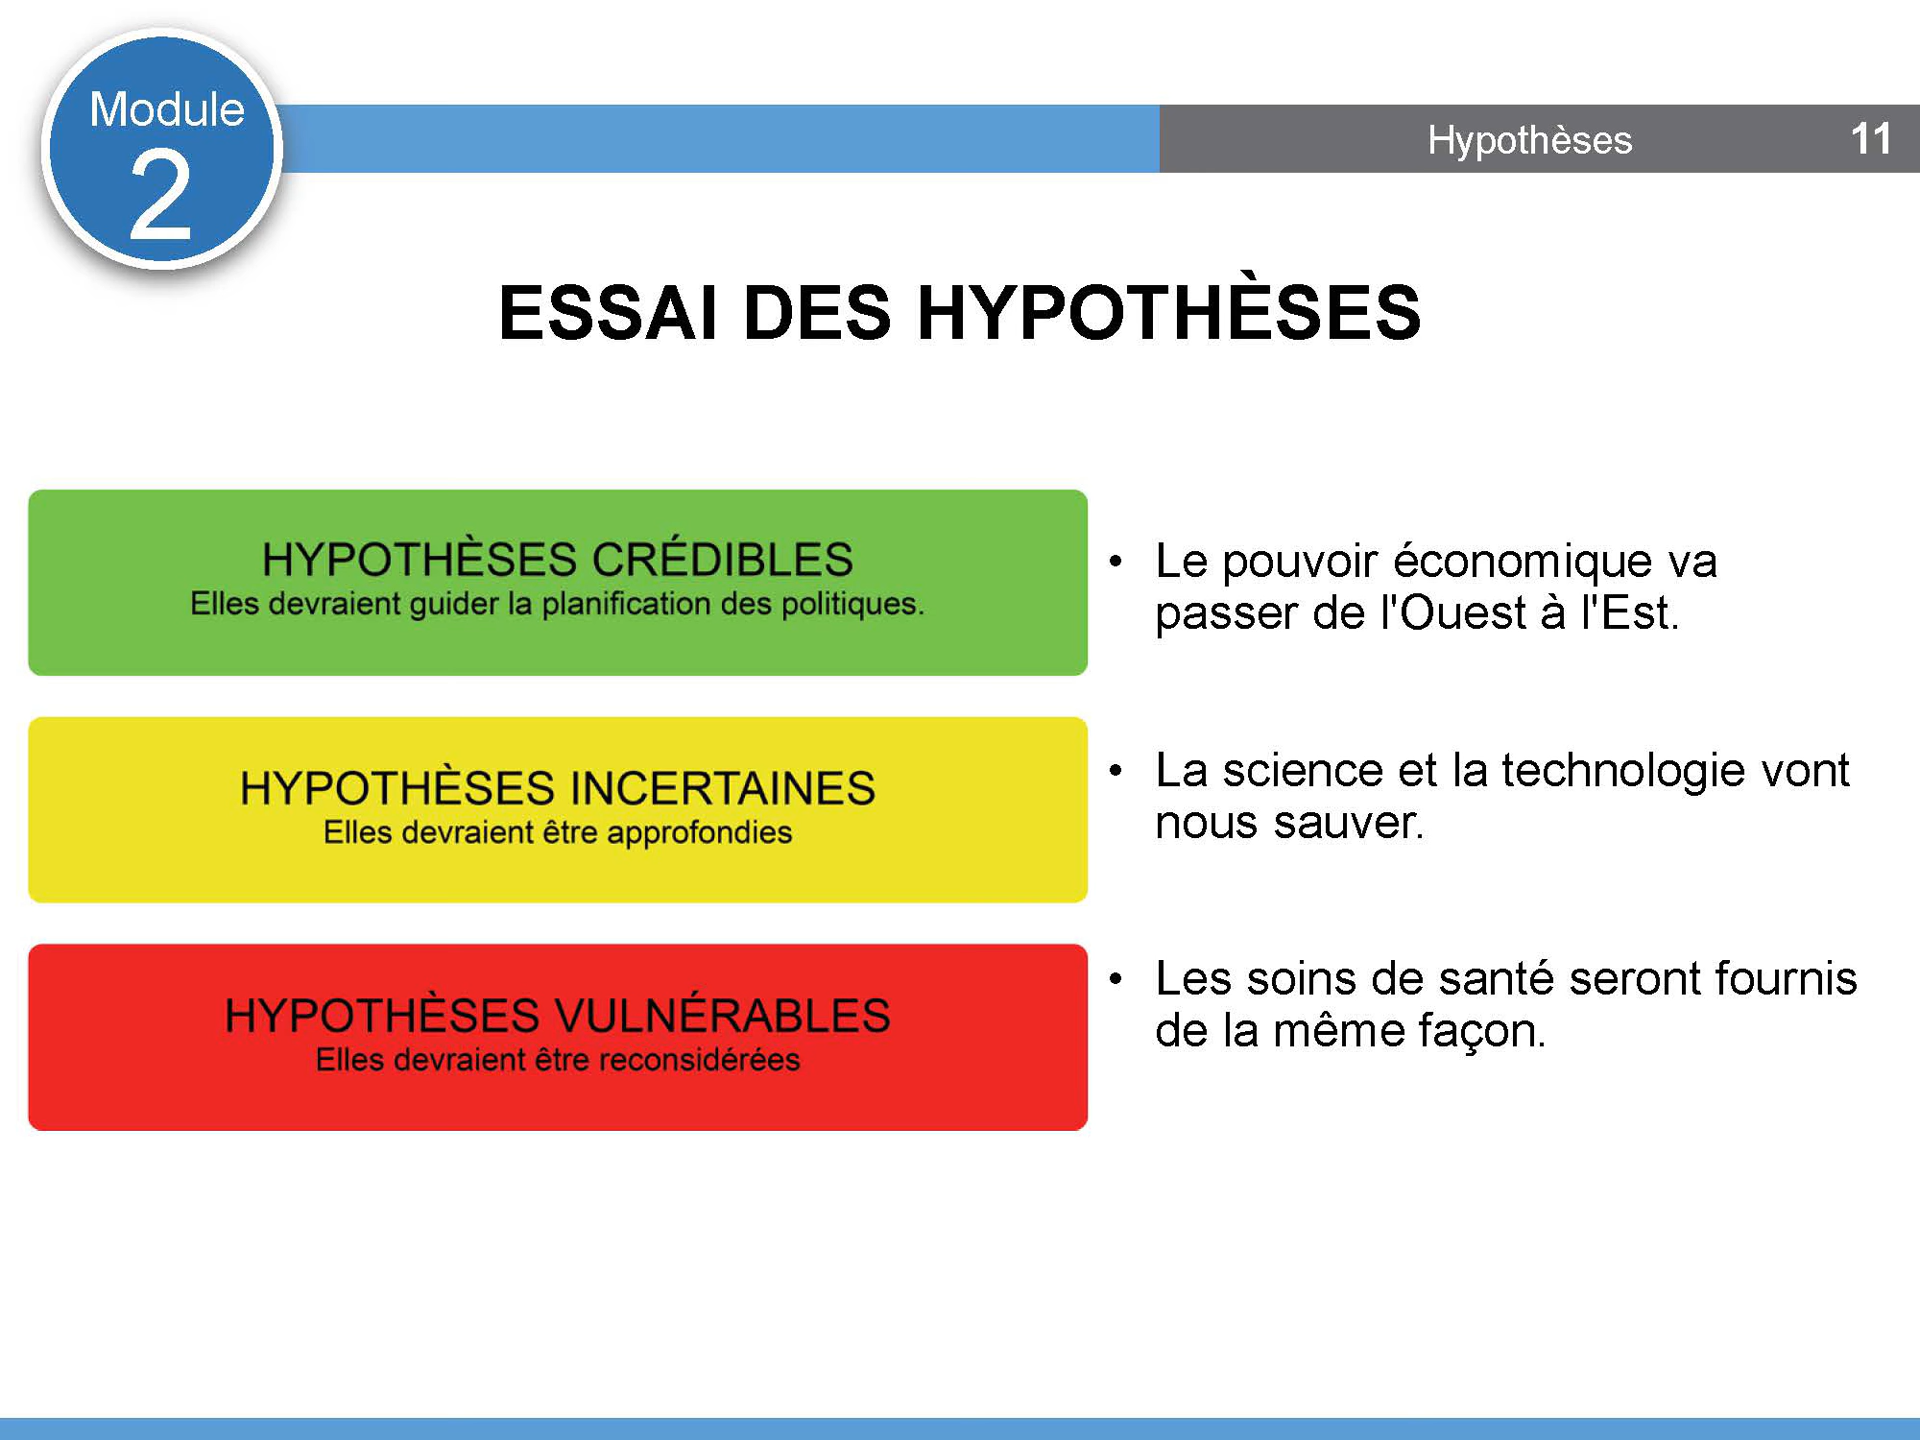 Module
2
Hypothèses
11
ESSAI DES HYPOTHÈSES
HYPOTHÈSES CRÉDIBLES
Elles devraient guider la planification des politiques.
• Le pouvoir économique va
passer de l'Ouest à l'Est.
HYPOTHÈSES INCERTAINES
Elles devraient être approfondies
• La science et la technologie vont
nous sauver.
HYPOTHÈSES VULNÉRABLES
Elles devraient être reconsidérées
• Les soins de santé seront fournis
de la même façon.